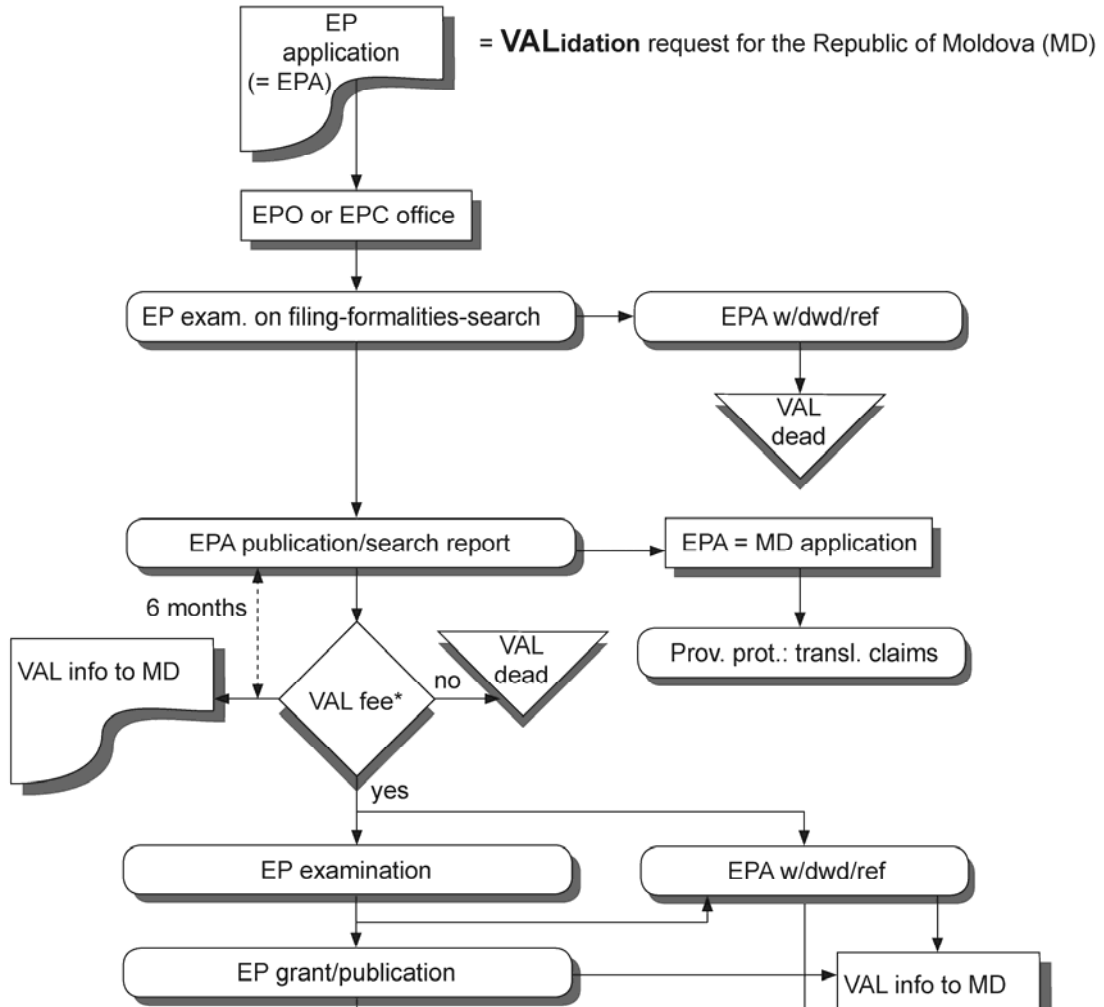 EP
application
(= EPA)
= VALidation request for the Republic of Moldova (MD)
EPO or EPC office
EP exam. on filing-formalities-search
EPA w/dwd/ref
VAL
dead
EPA publication/search report
EPA = MD application
6 months
Prov. prot.: transl. claims
VAL info to MD
VAL fee*
no
VAL
dead
yes
EP examination
EPA w/dwd/ref
EP grant/publication
VAL info to MD